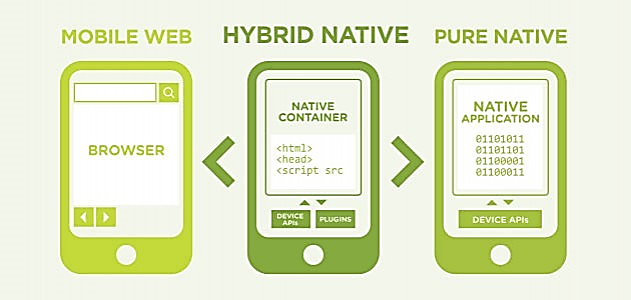 MOBILE WEB
HYBRID NATIVE
PURE NATIVE
BROWSER
NATIVE
CONTAINER
<html>
<head>
<script src
DEVICE
APIs
PLUGINS
NATIVE
APPLICATION
01101011
01101101
01100001
01100011
DEVICE APIs